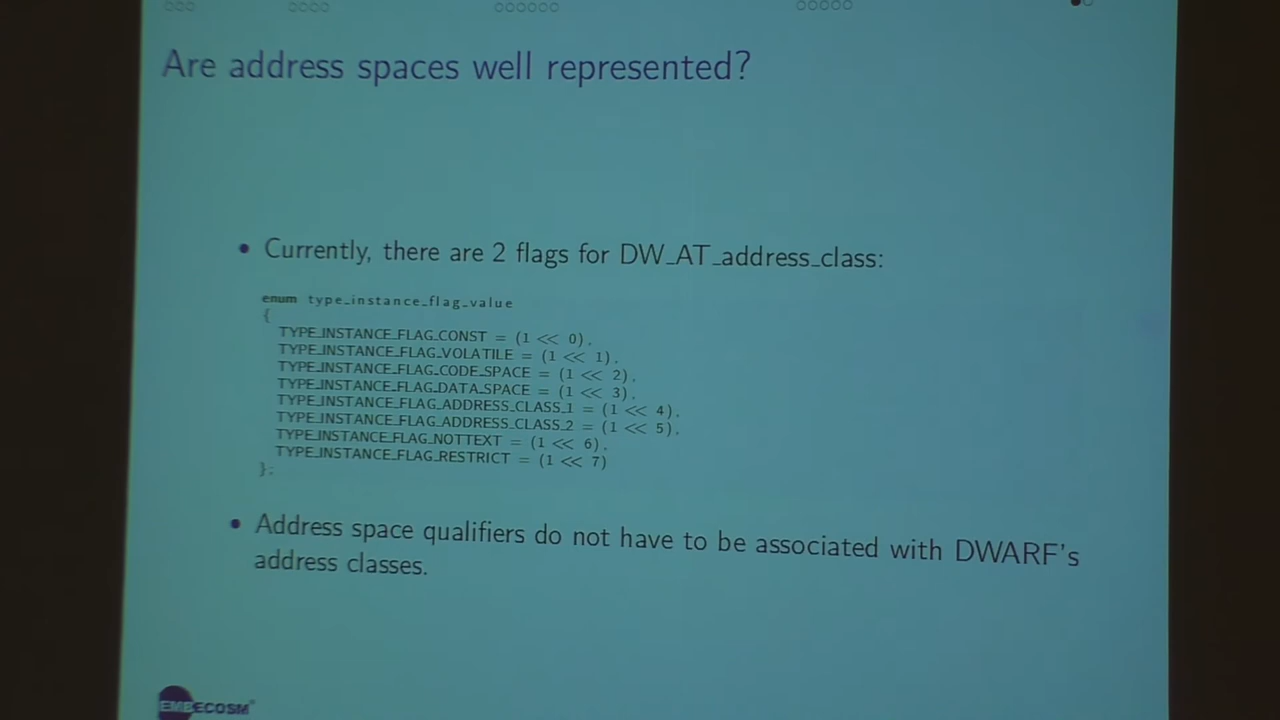 Are address spaces well represented?
• Currently, there are 2 flags for DW_AT_address_class:
enum type_instance_flag_value
{
TYPE_INSTANCE_FLAG_CONST = (1 << 0),
TYPE_INSTANCE_FLAG_VOLATILE = (1 << 1),
TYPE_INSTANCE_FLAG_CODE_SPACE = (1 << 2),
TYPE_INSTANCE_FLAG_DATA_SPACE = (1 << 3),
TYPE_INSTANCE_FLAG_ADDRESS_CLASS_1 = (1 << 4),
TYPE_INSTANCE_FLAG_ADDRESS_CLASS_2 = (1 << 5),
TYPE_INSTANCE_FLAG_NOTTEXT = (1 << 6),
TYPE_INSTANCE_FLAG_RESTRICT = (1 << 7)
};
• Address space qualifiers do not have to be associated with DWARF's
address classes.
EMBECOSM®